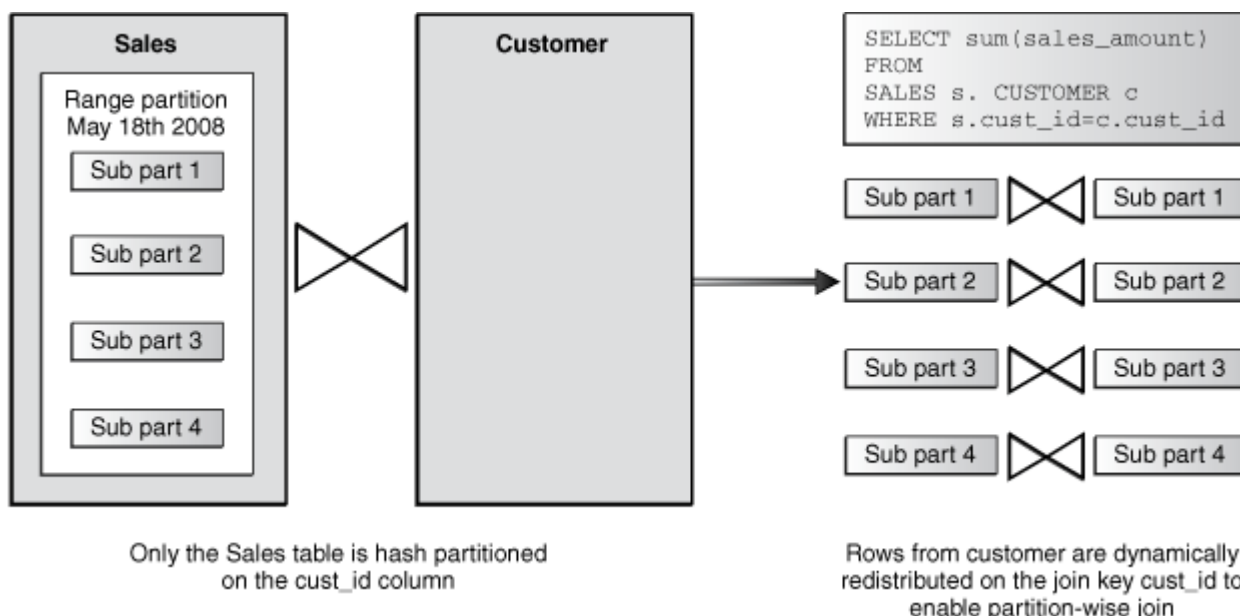 Sales
Range partition
May 18th 2008
Sub part 1
Sub part 2
Sub part 3
Sub part 4
Customer
SELECT sum(sales_amount)
FROM
SALES s. CUSTOMER c
WHERE s.cust_id=c.cust_id
Sub part 1 Sub part 1
Sub part 2 Sub part 2
Sub part 3 Sub part 3
Sub part 4 Sub part 4
Only the Sales table is hash partitioned
on the cust_id column
Rows from customer are dynamically
redistributed on the join key cust_id to
enable partition-wise join